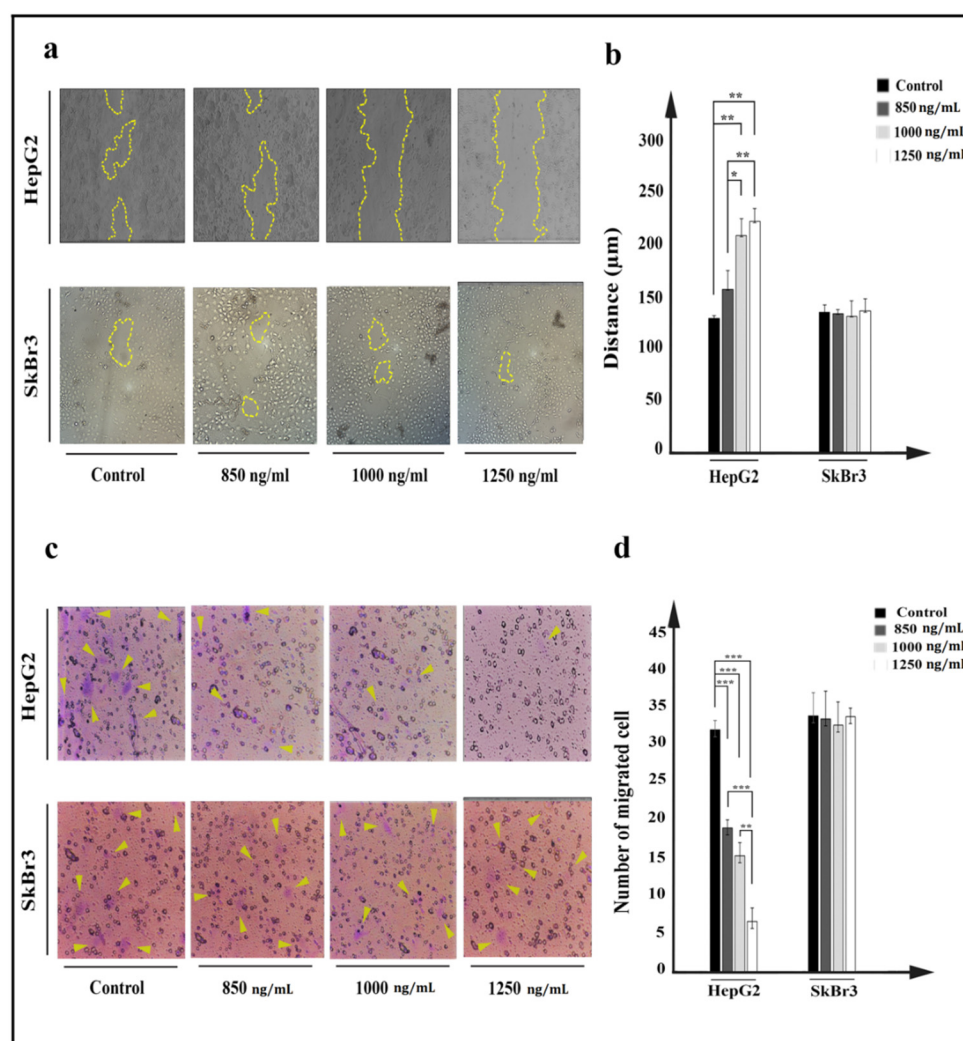 a
HepG2
SkBr3
Control
850 ng/ml
1000 ng/ml
1250 ng/ml
b
Control
850 ng/mL
1000 ng/mL
1250 ng/mL
Distance (µm)
300
250
200
150
100
50
0
**
**
**
*
HepG2
SkBr3
c
HepG2
SkBr3
Control
850 ng/mL
1000 ng/mL
1250 ng/mL
d
Control
850 ng/mL
1000 ng/mL
1250 ng/mL
Number of migrated cell
45
40
35
30
25
20
15
10
5
0
***
***
***
***
**
HepG2
SkBr3